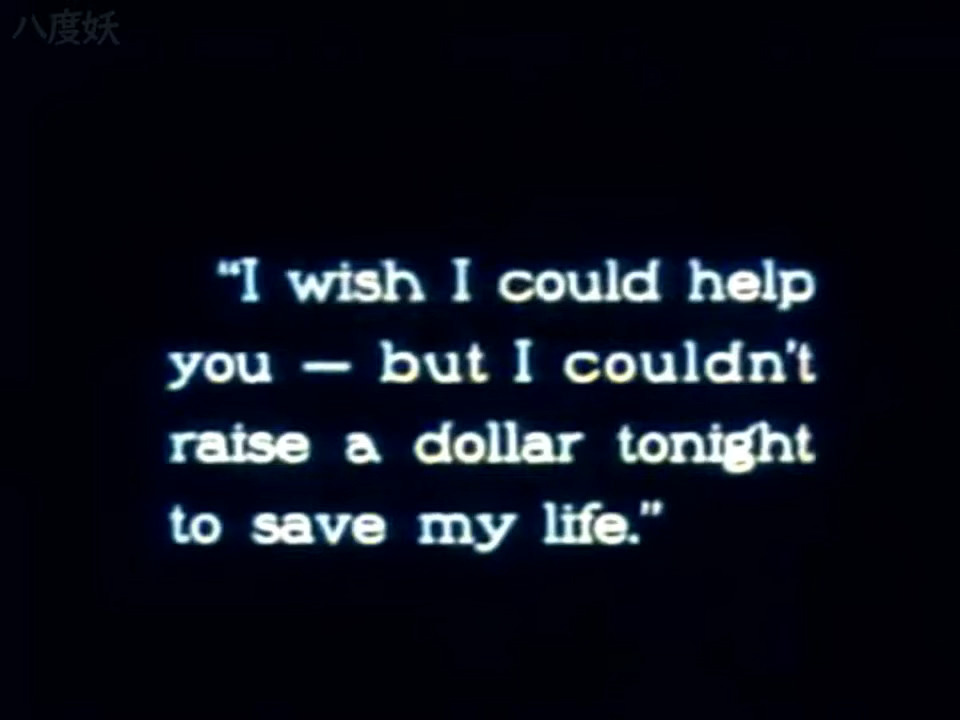 八度妖
“I wish I could help
you — but I couldn't
raise a dollar tonight
to save my life.”